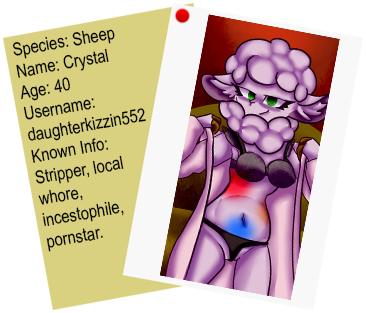 Species: Sheep
Name: Crystal
Age: 40
Username:
daughterkizzin552
Known Info:
Stripper, local
whore,
incestophile,
pornstar.